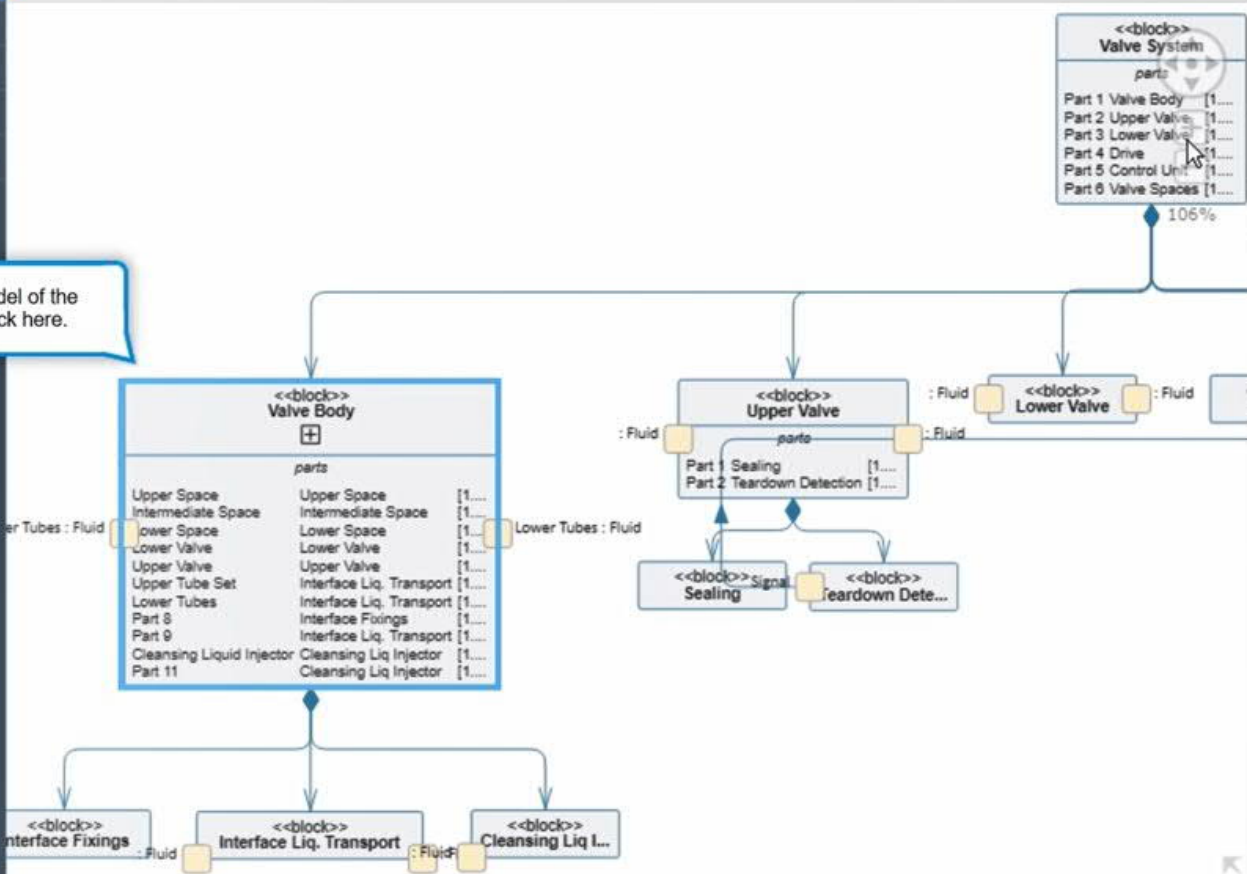 <<block>>
Valve System
parts
Part 1 Valve Body [1....
Part 2 Upper Valve [1....
Part 3 Lower Valve [1....
Part 4 Drive [1....
Part 5 Control Unit [1....
Part 6 Valve Spaces [1....
106%
del of the
ck here.
<<block>>
Valve Body
parts
Upper Space Upper Space [1....
Intermediate Space Intermediate Space [1....
Lower Space Lower Space [1....
Lower Valve Lower Valve [1....
Upper Valve Upper Valve [1....
Upper Tube Set Interface Liq. Transport [1....
Lower Tubes Interface Liq. Transport [1....
Part 8 Interface Fixings [1....
Part 9 Interface Liq. Transport [1....
Cleansing Liquid Injector Cleansing Liq Injector [1....
Part 11 Cleansing Liq Injector [1....
er Tubes : Fluid
Lower Tubes : Fluid
<<block>>
Upper Valve
parts
Part 1 Sealing [1....
Part 2 Teardown Detection [1....
: Fluid
: Fluid
<<block>>
Lower Valve
: Fluid
: Fluid
<<block>>
Sealing
Signal
<<block>>
Teardown Dete...
<<block>>
nterface Fixings
<<block>>
Interface Liq. Transport
: Fluid
: Fluid
<<block>>
Cleansing Liq I...